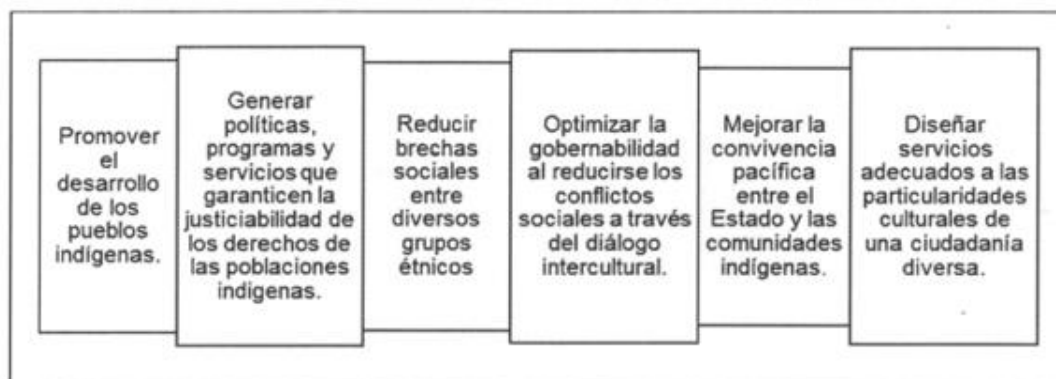 Promover
el
desarrollo
de los
pueblos
indígenas.
Generar
políticas,
programas y
servicios que
garanticen la
justiciabilidad de
los derechos de
las poblaciones
indigenas.
Reducir
brechas
sociales
entre
diversos
grupos
étnicos
Optimizar la
gobernabilidad
al reducirse los
conflictos
sociales a través
del diálogo
intercultural.
Mejorar la
convivencia
pacífica
entre el
Estado y las
comunidades
indígenas.
Diseñar
servicios
adecuados a las
particularidades
culturales de
una ciudadanía
diversa.